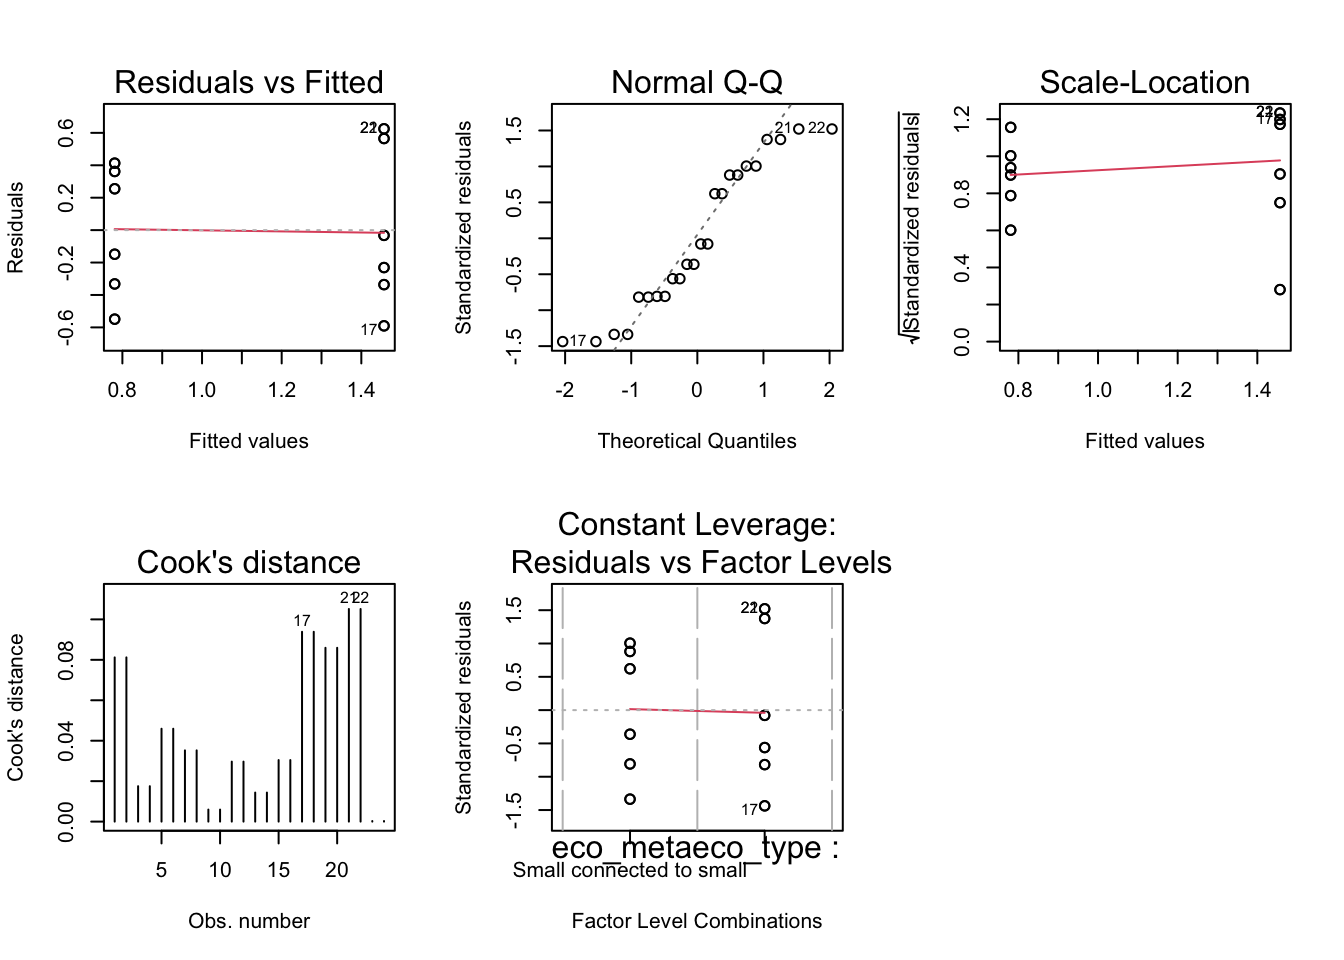 Residuals vs Fitted
Residuals
0.6
0.2
-0.2
-0.6
22
17
0.8 1.0 1.2 1.4
Fitted values
Normal Q-Q
Standardized residuals
1.5
0.5
-0.5
-1.5
21 22
17
-2 -1 0 1 2
Theoretical Quantiles
Scale-Location
√|Standardized residuals|
1.2
0.8
0.4
0.0
22
17
0.8 1.0 1.2 1.4
Fitted values
Cook's distance
Cook's distance
0.08
0.04
0.00
17
21
22
5 10 15 20
Obs. number
Constant Leverage:
Residuals vs Factor Levels
Standardized residuals
1.5
0.5
-0.5
-1.5
22
17
eco_metaeco_type :
Small connected to small
Factor Level Combinations